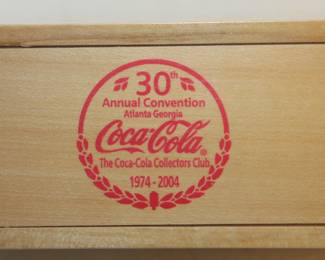 30th
Annual Convention
Atlanta Georgia
Coca-Cola®
The Coca-Cola Collectors Club
1974 - 2004